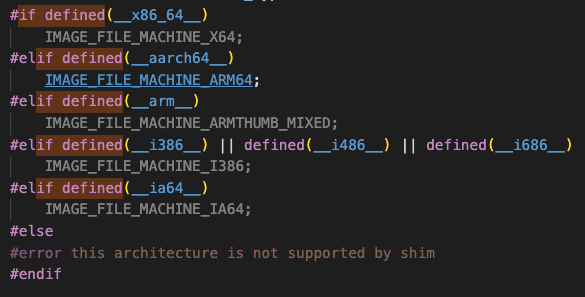 #if defined(__x86_64__)
    IMAGE_FILE_MACHINE_X64;
#elif defined(__aarch64__)
    IMAGE_FILE_MACHINE_ARM64;
#elif defined(__arm__)
    IMAGE_FILE_MACHINE_ARMTHUMB_MIXED;
#elif defined(__i386__) || defined(__i486__) || defined(__i686__)
    IMAGE_FILE_MACHINE_I386;
#elif defined(__ia64__)
    IMAGE_FILE_MACHINE_IA64;
#else
#error this architecture is not supported by shim
#endif